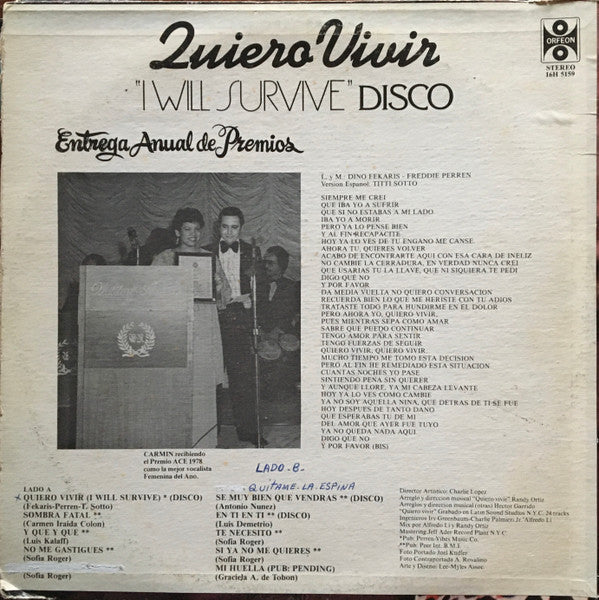 Quiero Vivir
"I WILL SURVIVE" DISCO
ORFEON
STEREO
16H 5159
Entrega Anual de Premios
L. y M: DINO FEKARIS - FREDDIE PERREN
Version Espanol: TITTI SOTTO
SIEMPRE ME CREI
QUE IBA YO A SUFRIR
QUE SI NO ESTABAS A MI LADO
IBA YO A MORIR
PERO YA LO PENSE BIEN
Y AL FIN RECAPACITE
HOY YA LO VES DE TU ENGANO ME CANSE
AHORA TU, QUIERES VOLVER
ACABO DE ENCONTRARTE AQUI CON ESA CARA DE INELIZ
NO CAMBIE LA CERRADURA, EN VERDAD NUNCA CREI
QUE USARIAS TU LA LLAVE, QUE NI SIQUIERA TE PEDI
DIGO QUE NO
Y POR FAVOR
DA MEDIA VUELTA NO QUIERO CONVERSACION
RECUERDA BIEN LO QUE ME HERISTE CON TU ADIOS
TRATASTE TODO PARA HUNDIRME EN EL DOLOR
PERO AHORA YO, QUIERO VIVIR,
PUES MIENTRAS SEPA COMO AMAR
SABRE QUE PUEDO CONTINUAR
TENGO AMOR PARA SENTIR
TENGO FUERZAS DE SEGUIR
QUIERO VIVIR, QUIERO VIVIR
MUCHO TIEMPO ME TOMO ESTA DECISION
PERO AL FIN HE REMEDIADO ESTA SITUACION
CUANTAS NOCHES YO PASE
SINTIENDO PENA SIN QUERER
Y AUNQUE LLORE, YA MI CABEZA LEVANTE
HOY YA LO VES COMO CAMBIE
YA NO SOY AQUELLA NINA, QUE DETRAS DE TI SE FUE
HOY DESPUES DE TANTO DANO
QUE ESPERABAS TU DE MI
DEL AMOR QUE AYER FUE TUYO
YA NO QUEDA NADA AQUI
DIGO QUE NO
Y POR FAVOR (BIS)
CARMIN recibiendo
el Premio ACE 1978
como la mejor vocalista
Femenina del Ano.
LADO A
QUIERO VIVIR (I WILL SURVIVE) * (DISCO)
(Fekaris-Perren-T. Sotto)
SOMBRA FATAL **
(Carmen Iraida Colon)
Y QUE Y QUE **
(Luis Kalaff)
NO ME GASTIGUES **
(Sofia Roger)
(Sofia Roger)
LADO-B-
QUITAME-LA-ESPINA
SE MUY BIEN QUE VENDRAS ** (DISCO)
(Antonio Nunez)
EN TI EN TI ** (DISCO)
(Luis Demetrio)
TE NECESITO **
(Sofia Roger)
SI YA NO ME QUIERES **
(Sofia Roger)
MI HUELLA (PUB: PENDING)
(Graciela A. de Tobon)
Director Artistico: Charlie Lopez
Arreglo y direccion musical "Quiero vivir" Randy Ortiz
Arreglos y direccion musical (otras) Hector Garrido
"Quiero vivir" Grabado en Latin Sound Studios N.Y.C. 24 tracks
Ingenieros Irv Greenbaum-Charlie Palmieri Jr. Alfredo Li
Mix por Alfredo Li y Randy Ortiz
Mastering Jeff Ader Record Plant N.Y.C.
*Pub: Perren-Vibes Music Co.
**Pub: Peer Int. B.M.I.
Foto Portado Joel Kudler
Foto Contraportada A. Rosalino
Arte y Diseno: Lee-Myles Assoc.